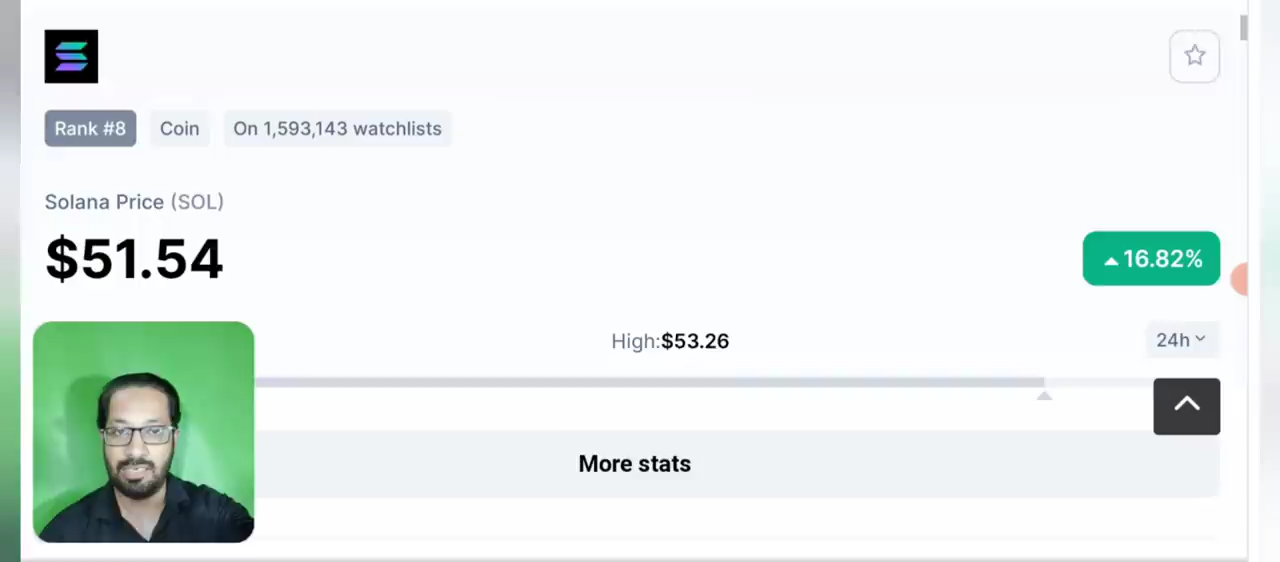 Rank #8 Coin On 1,593,143 watchlists
Solana Price (SOL)
$51.54 16.82%
High:$53.26 24h
More stats